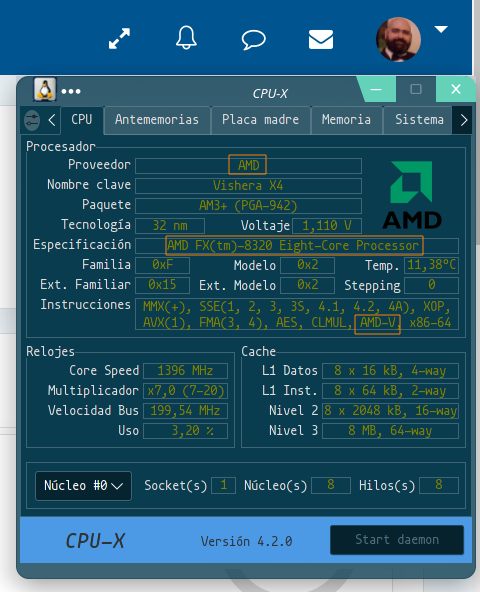 CPU-X
CPU Antememorias Placa madre Memoria Sistema
Procesador
Proveedor AMD
Nombre clave Vishera X4
Paquete AM3+ (PGA-942)
AMD
Tecnología 32 nm Voltaje 1,110 V
Especificación AMD FX(tm)-8320 Eight-Core Processor
Familia 0xF Modelo 0x2 Temp. 11,38°C
Ext. Familiar 0x15 Ext. Modelo 0x2 Stepping 0
Instrucciones MMX(+), SSE(1, 2, 3, 3S, 4.1, 4.2, 4A), XOP,
AVX(1), FMA(3, 4), AES, CLMUL, AMD-V, x86-64
Relojes Cache
Core Speed 1396 MHz L1 Datos 8 x 16 kB, 4-way
Multiplicador x7,0 (7-20) L1 Inst. 8 x 64 kB, 2-way
Velocidad Bus 199,54 MHz Nivel 2 8 x 2048 kB, 16-way
Uso 3,20 % Nivel 3 8 MB, 64-way
Núcleo #0 Socket(s) 1 Núcleo(s) 8 Hilos(s) 8
CPU-X Versión 4.2.0 Start daemon